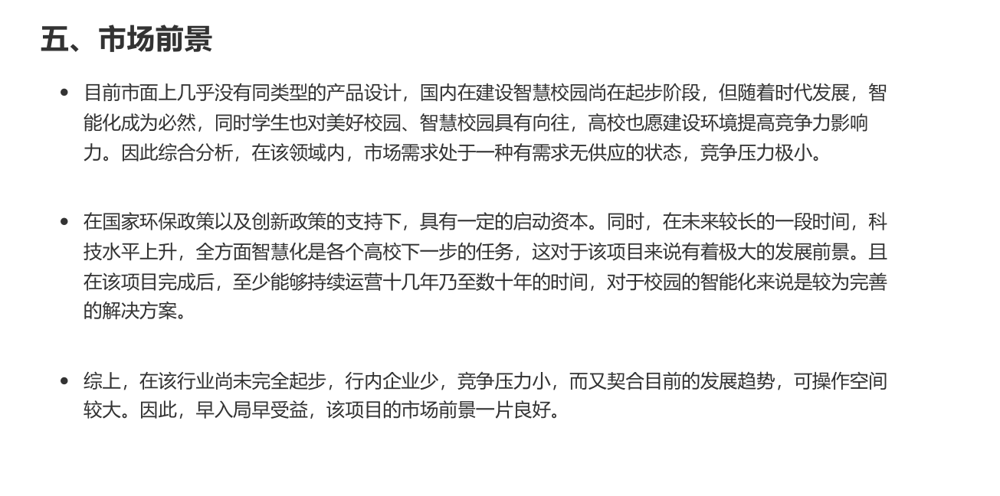 五、市场前景
• 目前市面上几乎没有同类型的产品设计，国内在建设智慧校园尚在起步阶段，但随着时代发展，智
能化成为必然，同时学生也对美好校园、智慧校园具有向往，高校也愿建设环境提高竞争力影响
力。因此综合分析，在该领域内，市场需求处于一种有需求无供应的状态，竞争压力极小。
• 在国家环保政策以及创新政策的支持下，具有一定的启动资本。同时，在未来较长的一段时间，科
技水平上升，全方面智慧化是各个高校下一步的任务，这对于该项目来说有着极大的发展前景。且
在该项目完成后，至少能够持续运营十几年乃至数十年的时间，对于校园的智能化来说是较为完善
的解决方案。
• 综上，在该行业尚未完全起步，行内企业少，竞争压力小，而又契合目前的发展趋势，可操作空间
较大。因此，早入局早受益，该项目的市场前景一片良好。